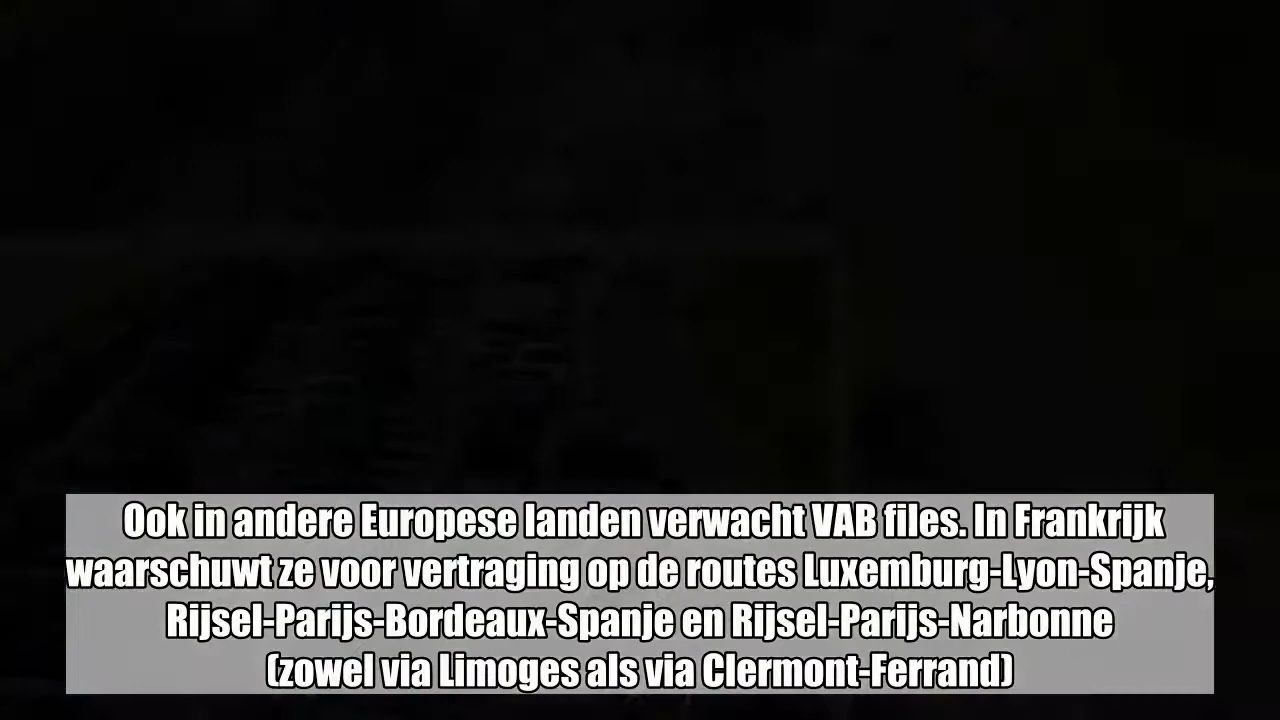 Ook in andere Europese landen verwacht VAB files. In Frankrijk
waarschuwt ze voor vertraging op de routes Luxemburg-Lyon-Spanje,
Rijsel-Parijs-Bordeaux-Spanje en Rijsel-Parijs-Narbonne
(zowel via Limoges als via Clermont-Ferrand)